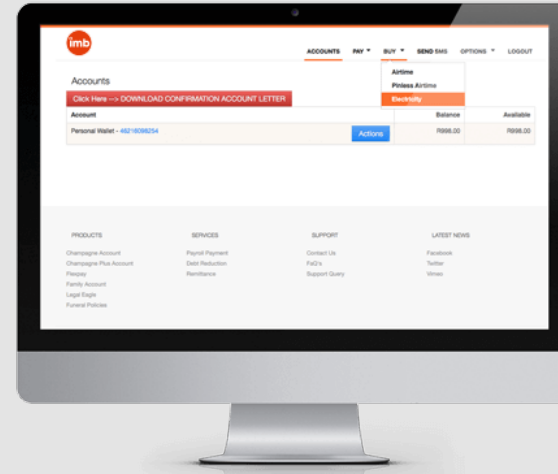 imb
ACCOUNTS PAY BUY SEND SMS OPTIONS LOGOUT
Airtime
Pinless Airtime
Electricity
Accounts
Click Here --> DOWNLOAD CONFIRMATION ACCOUNT LETTER
Account Balance Available
Personal Wallet - 46216098254 Actions R998.00 R998.00
PRODUCTS SERVICES SUPPORT LATEST NEWS
Champagne Account Payroll Payment Contact Us Facebook
Champagne Plus Account Debt Reduction FaQ's Twitter
Flexpay Remittance Support Query Vimeo
Family Account
Legal Eagle
Funeral Policies